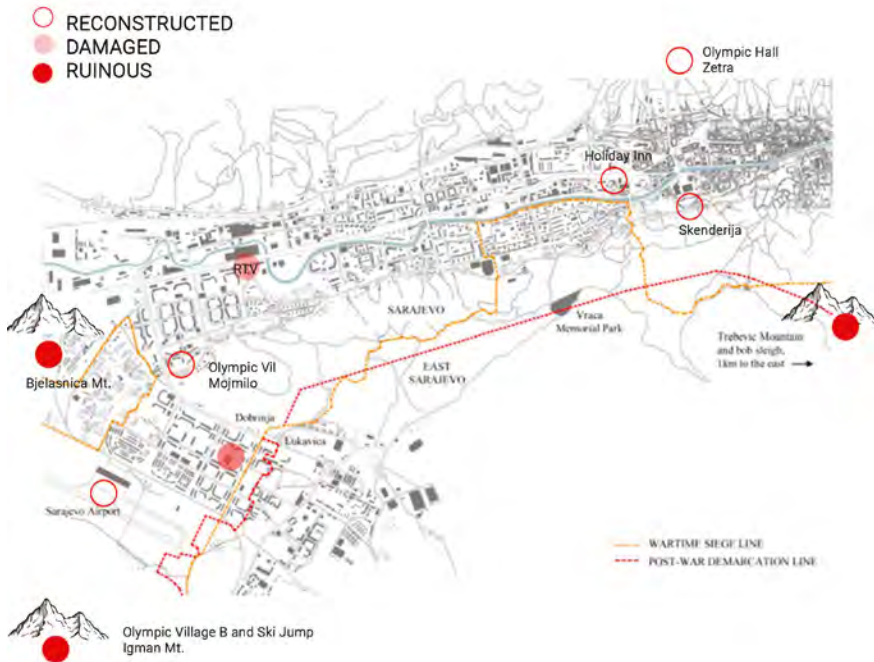 RECONSTRUCTED
DAMAGED
RUINOUS
Olympic Hall
Zetra
Holiday Inn
Skenderija
RTV
SARAJEVO
Vraca
Memorial Park
Trebevic Mountain
and bob sleigh,
1km to the east
Bjelasnica Mt.
Olympic Vil
Mojmilo
EAST
SARAJEVO
Dobrinja
Lukavica
Sarajevo Airport
WARTIME SIEGE LINE
POST-WAR DEMARCATION LINE
Olympic Village B and Ski Jump
Igman Mt.